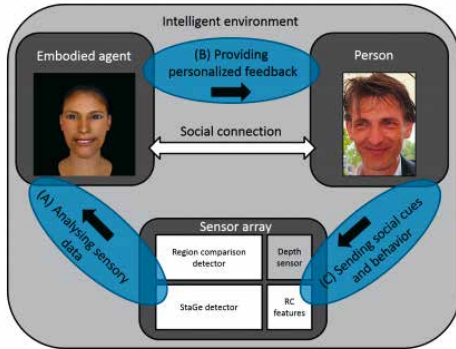 Intelligent environment
Embodied agent
(B) Providing
personalized feedback
Person
Social connection
(A) Analysing sensory
data
Sensor array
Region comparison
detector
Depth
sensor
StaGe detector
RC
features
(C) Sending social cues
and behavior